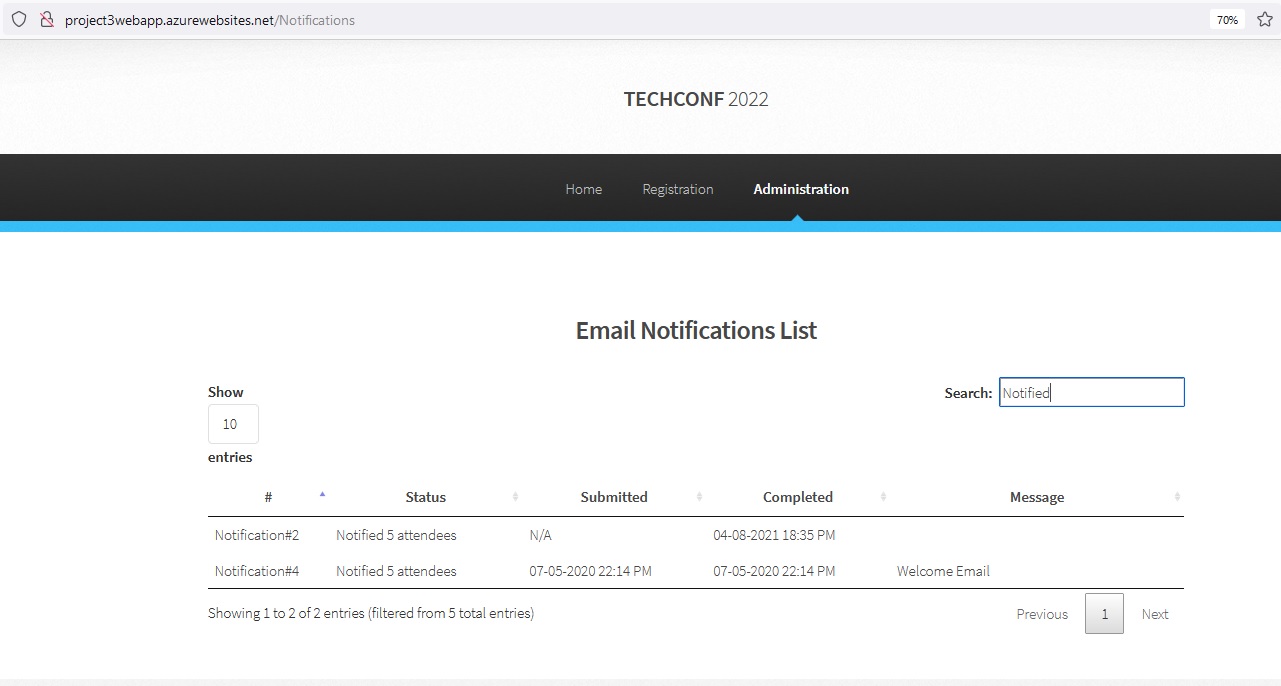 project3webapp.azurewebsites.net/Notifications 70%
TECHCONF 2022
Home Registration Administration
Email Notifications List
Show
10
entries
Search: Notified
# Status Submitted Completed Message
Notification#2 Notified 5 attendees N/A 04-08-2021 18:35 PM
Notification#4 Notified 5 attendees 07-05-2020 22:14 PM 07-05-2020 22:14 PM Welcome Email
Showing 1 to 2 of 2 entries (filtered from 5 total entries)
Previous 1 Next